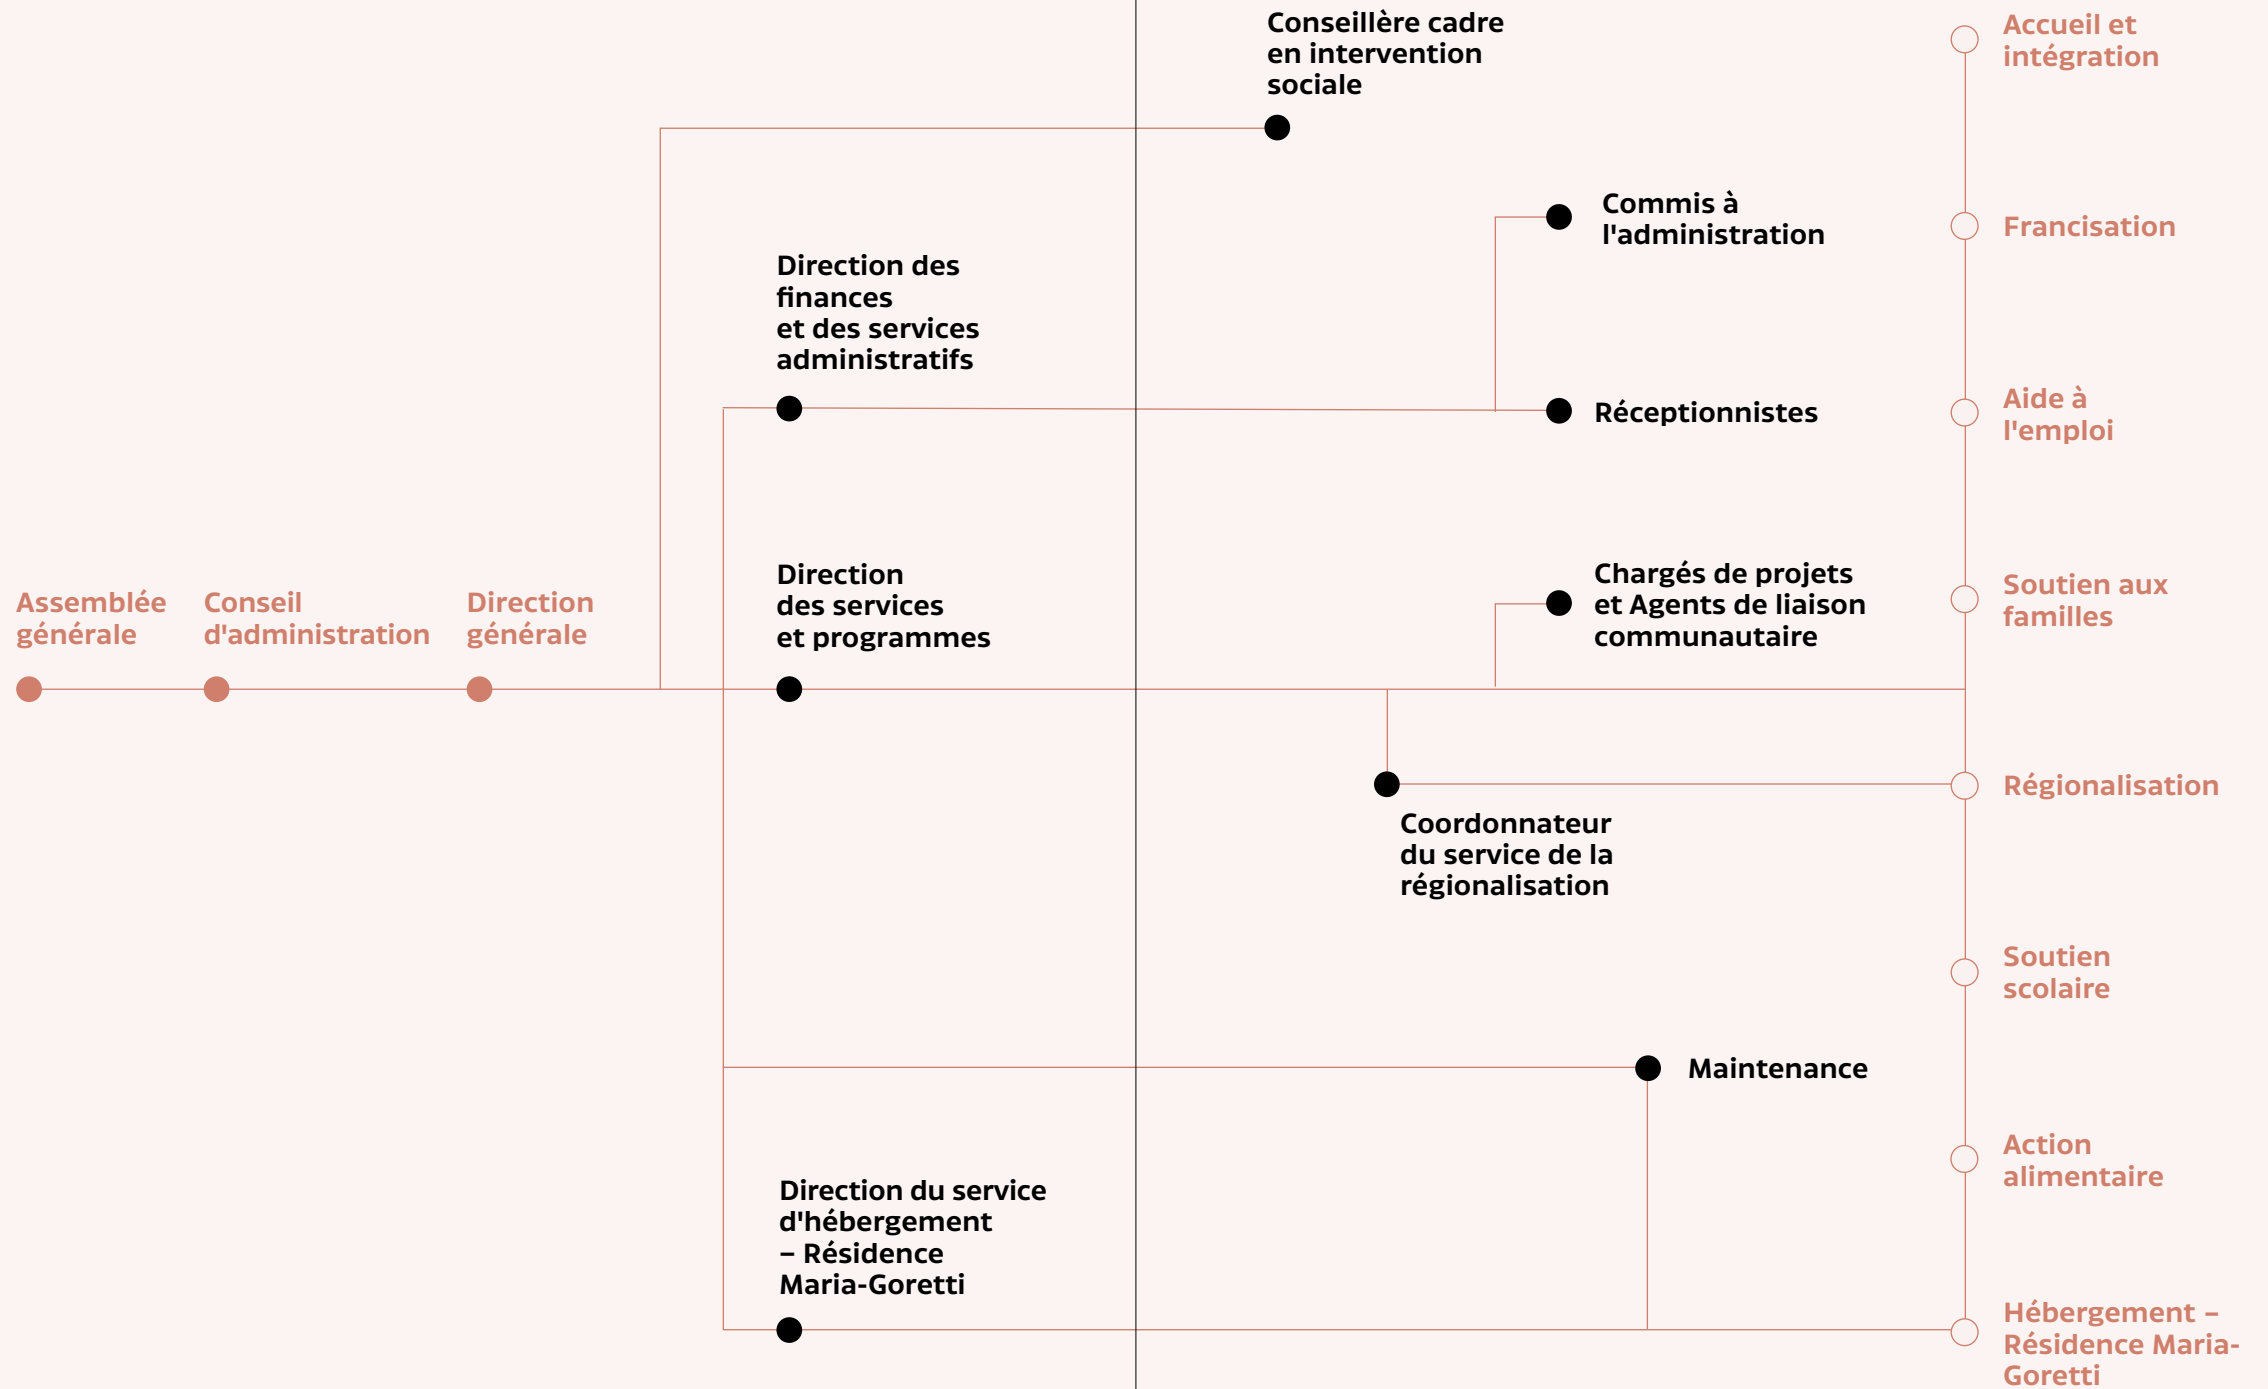 Assemblée
générale
Conseil
d'administration
Direction
générale
Direction des
finances
et des services
administratifs
Direction
des services
et programmes
Direction du service
d'hébergement
– Résidence
Maria-Goretti
Conseillère cadre
en intervention
sociale
Commis à
l'administration
Réceptionnistes
Chargés de projets
et Agents de liaison
communautaire
Coordonnateur
du service de la
régionalisation
Maintenance
Accueil et
intégration
Francisation
Aide à
l'emploi
Soutien aux
familles
Régionalisation
Soutien
scolaire
Action
alimentaire
Hébergement –
Résidence Maria-
Goretti